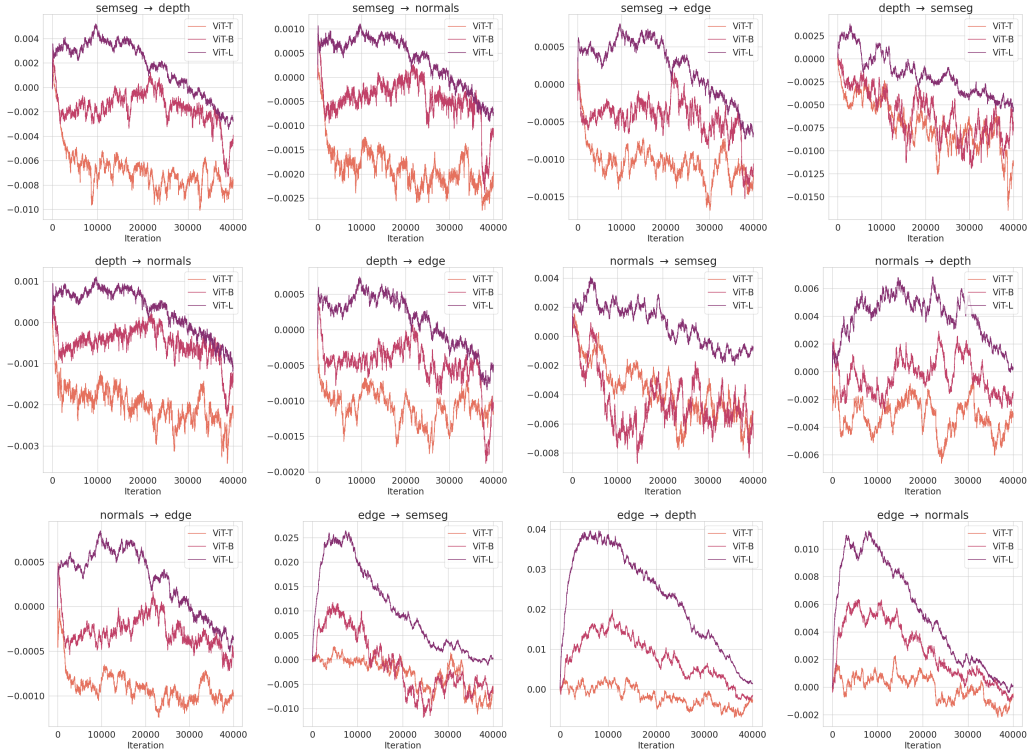 semseg → depth
0.004
0.002
0.000
−0.002
−0.004
−0.006
−0.008
−0.010
ViT-T
ViT-B
ViT-L
0 10000 20000 30000 40000
Iteration
semseg → normals
0.0010
0.0005
0.0000
−0.0005
−0.0010
−0.0015
−0.0020
−0.0025
ViT-T
ViT-B
ViT-L
0 10000 20000 30000 40000
Iteration
semseg → edge
0.0005
0.0000
−0.0005
−0.0010
−0.0015
ViT-T
ViT-B
ViT-L
0 10000 20000 30000 40000
Iteration
depth → semseg
0.0025
0.0000
−0.0025
−0.0050
−0.0075
−0.0100
−0.0125
−0.0150
ViT-T
ViT-B
ViT-L
0 10000 20000 30000 40000
Iteration
depth → normals
0.001
0.000
−0.001
−0.002
−0.003
ViT-T
ViT-B
ViT-L
0 10000 20000 30000 40000
Iteration
depth → edge
0.0005
0.0000
−0.0005
−0.0010
−0.0015
−0.0020
ViT-T
ViT-B
ViT-L
0 10000 20000 30000 40000
Iteration
normals → semseg
0.004
0.002
0.000
−0.002
−0.004
−0.006
−0.008
ViT-T
ViT-B
ViT-L
0 10000 20000 30000 40000
Iteration
normals → depth
0.006
0.004
0.002
0.000
−0.002
−0.004
−0.006
ViT-T
ViT-B
ViT-L
0 10000 20000 30000 40000
Iteration
normals → edge
0.0005
0.0000
−0.0005
−0.0010
ViT-T
ViT-B
ViT-L
0 10000 20000 30000 40000
Iteration
edge → semseg
0.025
0.020
0.015
0.010
0.005
0.000
−0.005
−0.010
ViT-T
ViT-B
ViT-L
0 10000 20000 30000 40000
Iteration
edge → depth
0.04
0.03
0.02
0.01
0.00
ViT-T
ViT-B
ViT-L
0 10000 20000 30000 40000
Iteration
edge → normals
0.010
0.008
0.006
0.004
0.002
0.000
−0.002
ViT-T
ViT-B
ViT-L
0 10000 20000 30000 40000
Iteration